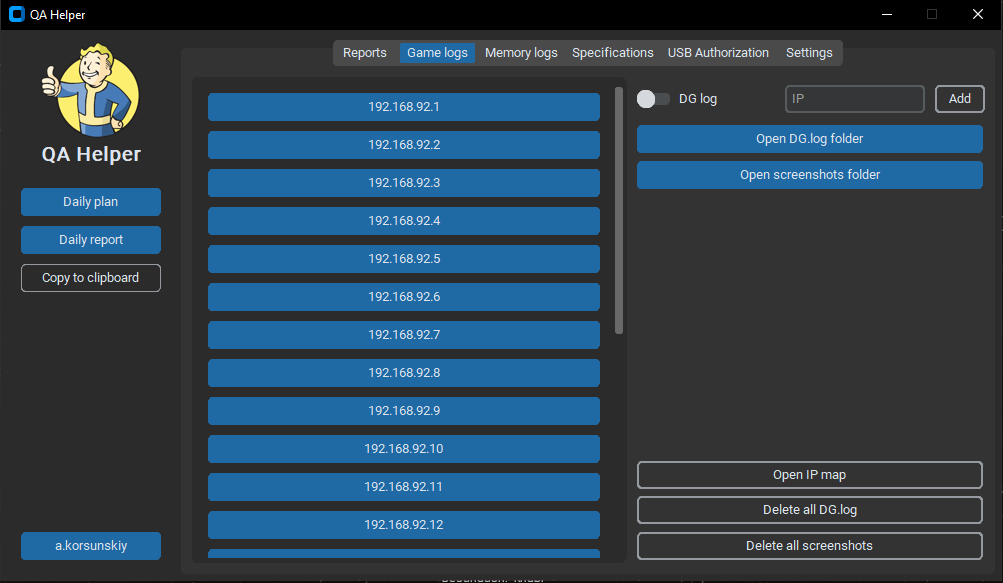 QA Helper
Reports Game logs Memory logs Specifications USB Authorization Settings
QA Helper
Daily plan
Daily report
Copy to clipboard
a.korsunskiy
192.168.92.1
192.168.92.2
192.168.92.3
192.168.92.4
192.168.92.5
192.168.92.6
192.168.92.7
192.168.92.8
192.168.92.9
192.168.92.10
192.168.92.11
192.168.92.12
DG log IP Add
Open DG.log folder
Open screenshots folder
Open IP map
Delete all DG.log
Delete all screenshots